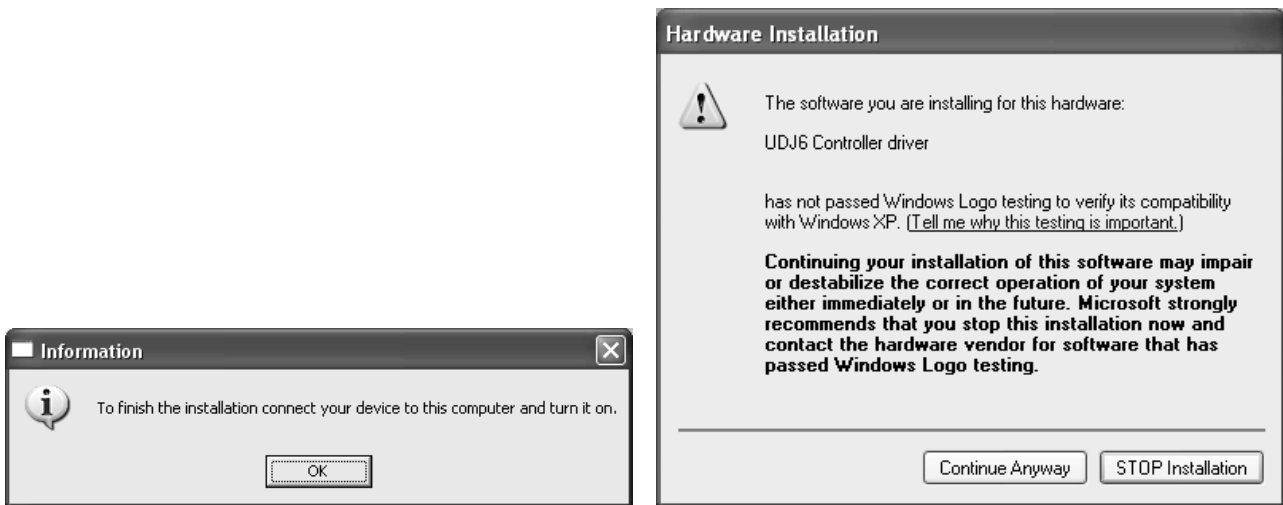 Information
To finish the installation connect your device to this computer and turn it on.
OK
Hardware Installation
The software you are installing for this hardware:
UDJ6 Controller driver
has not passed Windows Logo testing to verify its compatibility
with Windows XP. (Tell me why this testing is important.)
Continuing your installation of this software may impair
or destabilize the correct operation of your system
either immediately or in the future. Microsoft strongly
recommends that you stop this installation now and
contact the hardware vendor for software that has
passed Windows Logo testing.
Continue Anyway
STOP Installation